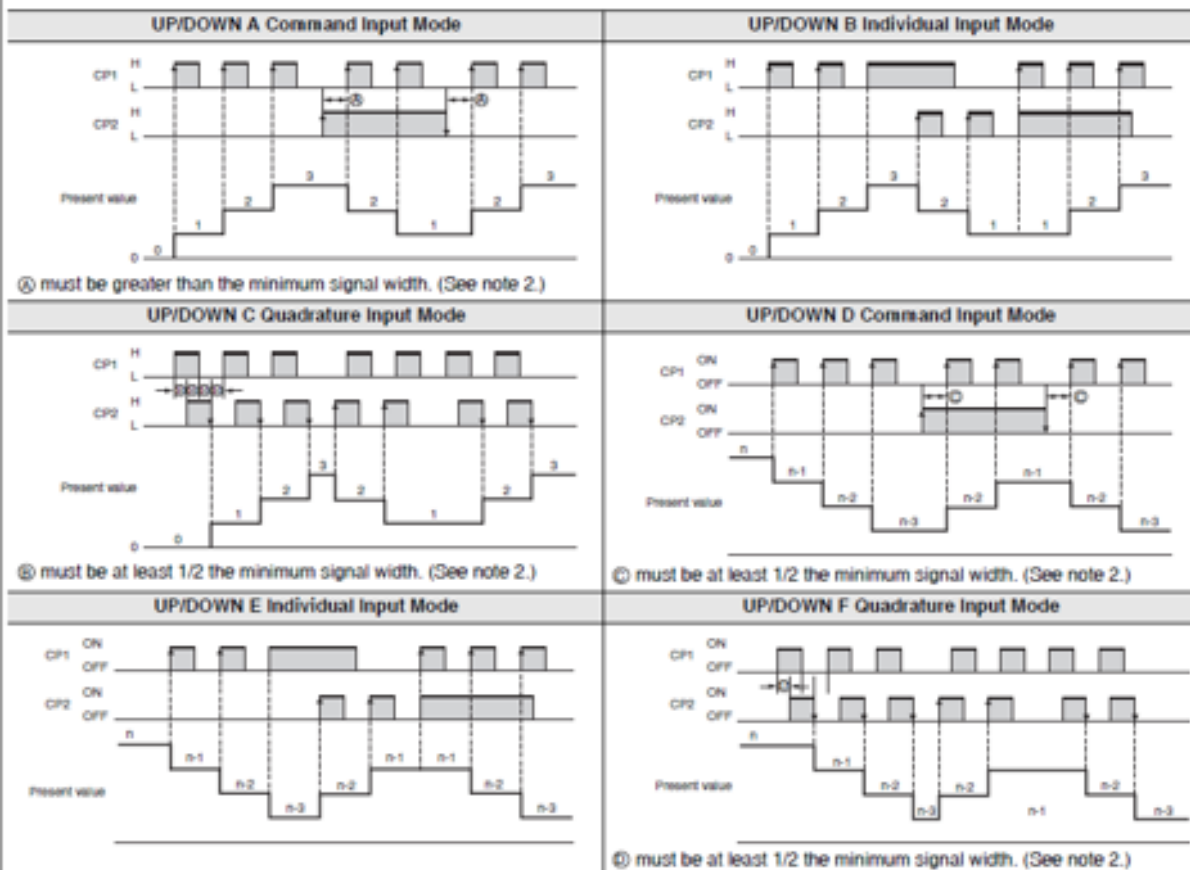 UP/DOWN A Command Input Mode
CP1 H
L
CP2 H
L
Ⓐ Ⓐ
Present value
0 0 1 2 3 2 1 2 3
Ⓐ must be greater than the minimum signal width. (See note 2.)
UP/DOWN B Individual Input Mode
CP1 H
L
CP2 H
L
Present value
0 0 1 2 3 2 1 1 2 3
UP/DOWN C Quadrature Input Mode
CP1 H
L
CP2 H
L
Present value
0 0 1 2 3 2 1 2 3
Ⓑ must be at least 1/2 the minimum signal width. (See note 2.)
UP/DOWN D Command Input Mode
CP1 ON
OFF
CP2 ON
OFF
Ⓒ Ⓒ
Present value
n n-1 n-2 n-3 n-2 n-1 n-2 n-3
Ⓒ must be at least 1/2 the minimum signal width. (See note 2.)
UP/DOWN E Individual Input Mode
CP1 ON
OFF
CP2 ON
OFF
Present value
n n-1 n-2 n-3 n-2 n-1 n-1 n-2 n-3
UP/DOWN F Quadrature Input Mode
CP1 ON
OFF
CP2 ON
OFF
Present value
n n-1 n-2 n-3 n-2 n-1 n-2 n-3
Ⓓ must be at least 1/2 the minimum signal width. (See note 2.)